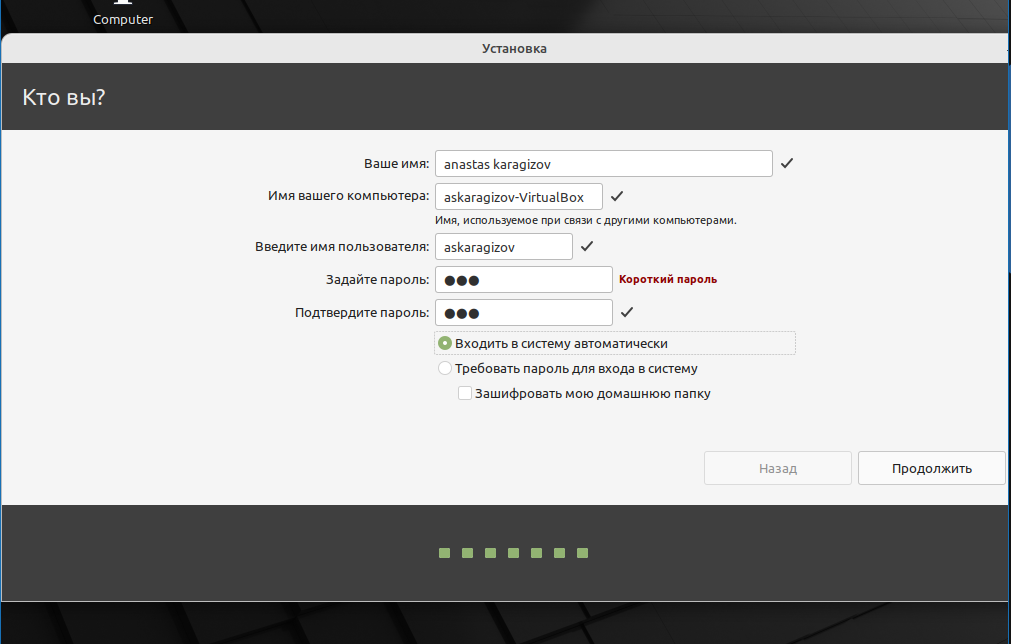 Computer
Установка
Кто вы?
Ваше имя: anastas karagizov
Имя вашего компьютера: askaragizov-VirtualBox
Имя, используемое при связи с другими компьютерами.
Введите имя пользователя: askaragizov
Задайте пароль: ●●● Короткий пароль
Подтвердите пароль: ●●●
Входить в систему автоматически
Требовать пароль для входа в систему
Зашифровать мою домашнюю папку
Назад Продолжить